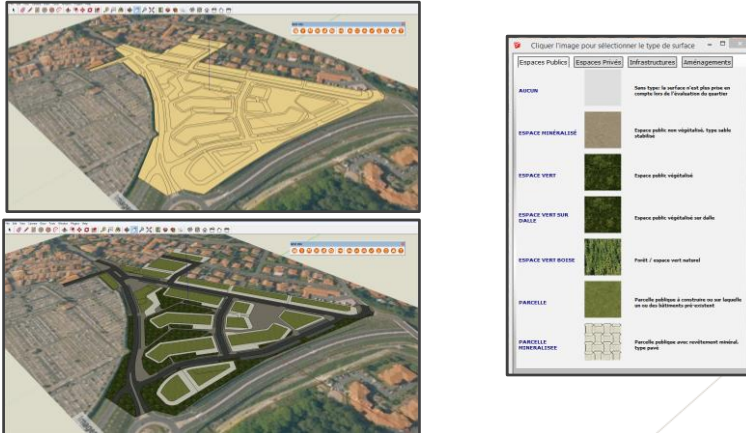 Cliquer l'image pour sélectionner le type de surface
Espaces Publics Espaces Privés Infrastructures Aménagements
AUCUN
Sans type: la surface n'est plus prise en
compte lors de l'évaluation du quartier
ESPACE MINÉRALISÉ
Espace public non végétalisé, type sable
stabilisé
ESPACE VERT
Espace public végétalisé
ESPACE VERT SUR
DALLE
Espace public végétalisé sur dalle
ESPACE VERT BOISE
Forêt / espace vert naturel
PARCELLE
Parcelle publique à construire ou sur laquelle
un ou des bâtiments pré-existent
PARCELLE
MINERALISEE
Parcelle publique avec revêtement minéral.
type pavé